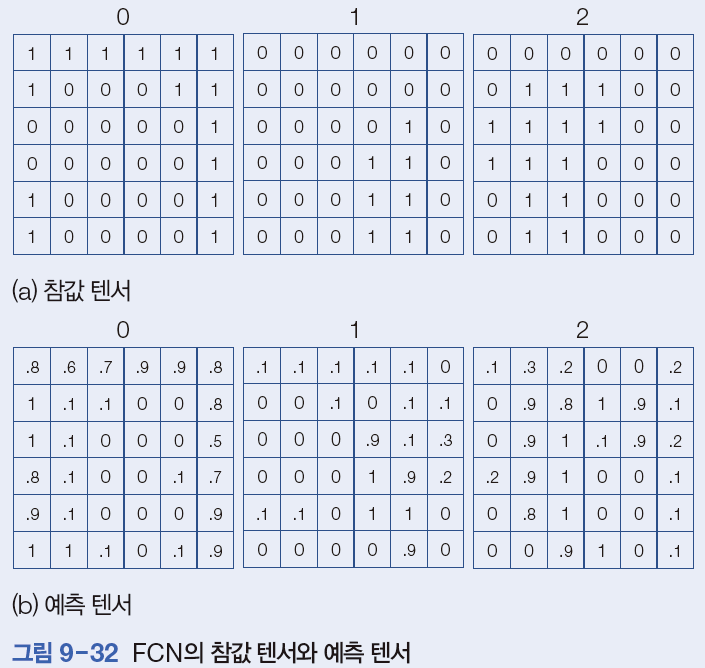 0 1 2
1 1 1 1 1 1 0 0 0 0 0 0 0 0 0 0 0 0
1 0 0 0 1 1 0 0 0 0 0 0 0 1 1 1 0 0
0 0 0 0 0 1 0 0 0 0 1 0 1 1 1 1 0 0
0 0 0 0 0 1 0 0 0 1 1 0 1 1 1 0 0 0
1 0 0 0 0 1 0 0 0 1 1 0 0 1 1 0 0 0
1 0 0 0 0 1 0 0 0 1 1 0 0 1 1 0 0 0
(a) 참값 텐서
0 1 2
.8 .6 .7 .9 .9 .8 .1 .1 .1 .1 .1 0 .1 .3 .2 0 0 .2
1 .1 .1 0 0 .8 0 0 .1 0 .1 .1 0 .9 .8 1 .9 .1
1 .1 0 0 0 .5 0 0 0 .9 .1 .3 0 .9 1 .1 .9 .2
.8 .1 0 0 .1 .7 0 0 0 1 .9 .2 .2 .9 1 0 0 .1
.9 .1 0 0 0 .9 .1 .1 0 1 1 0 0 .8 1 0 0 .1
1 1 .1 0 .1 .9 0 0 0 0 .9 0 0 0 .9 1 0 .1
(b) 예측 텐서
그림 9-32 FCN의 참값 텐서와 예측 텐서